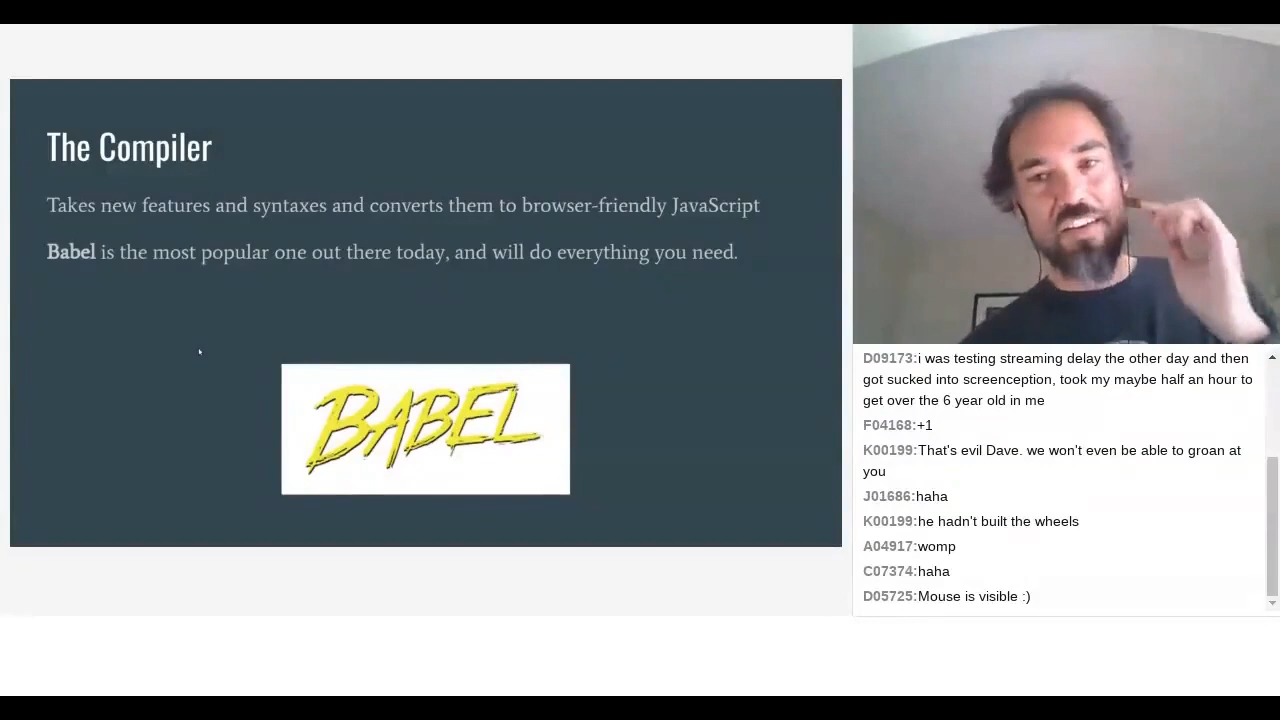 The Compiler
Takes new features and syntaxes and converts them to browser-friendly JavaScript
Babel is the most popular one out there today, and will do everything you need.
BABEL
D09173:i was testing streaming delay the other day and then
got sucked into screenception, took my maybe half an hour to
get over the 6 year old in me
F04168:+1
K00199:That's evil Dave. we won't even be able to groan at
you
J01686:haha
K00199:he hadn't built the wheels
A04917:womp
C07374:haha
D05725:Mouse is visible :)